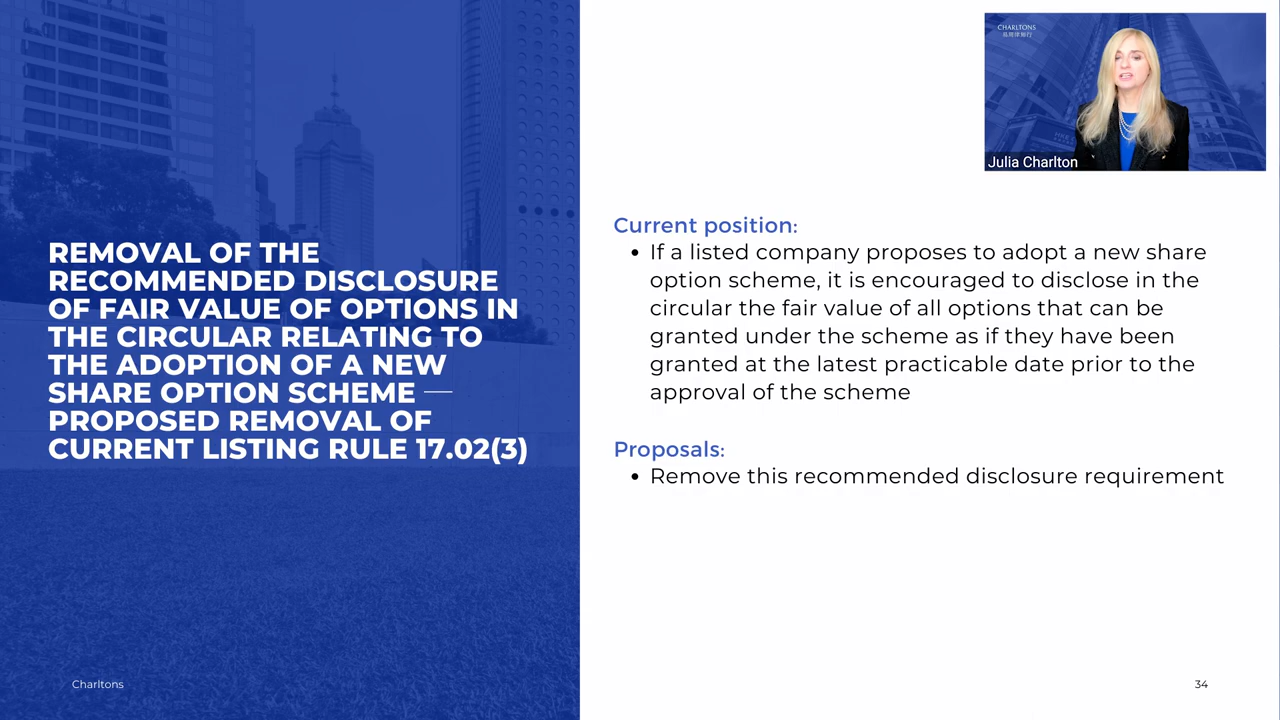 REMOVAL OF THE
RECOMMENDED DISCLOSURE
OF FAIR VALUE OF OPTIONS IN
THE CIRCULAR RELATING TO
THE ADOPTION OF A NEW
SHARE OPTION SCHEME —
PROPOSED REMOVAL OF
CURRENT LISTING RULE 17.02(3)
Charltons
CHARLTONS
Julia Charlton
Current position:
• If a listed company proposes to adopt a new share
option scheme, it is encouraged to disclose in the
circular the fair value of all options that can be
granted under the scheme as if they have been
granted at the latest practicable date prior to the
approval of the scheme
Proposals:
• Remove this recommended disclosure requirement
34